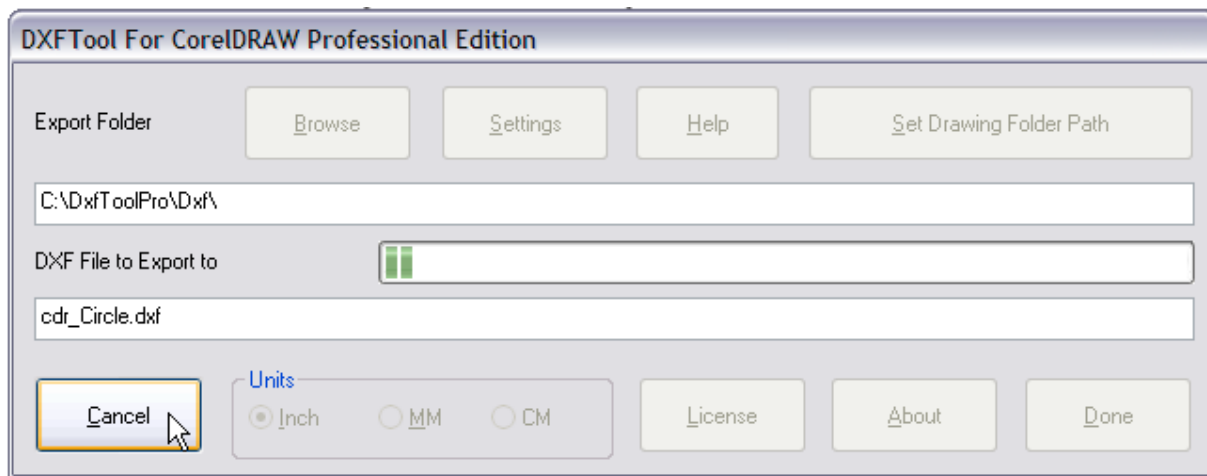 DXFTool For CorelDRAW Professional Edition
Export Folder Browse Settings Help Set Drawing Folder Path
C:\DxfToolPro\Dxf\
DXF File to Export to
cdr_Circle.dxf
Units
Cancel Inch MM CM License About Done